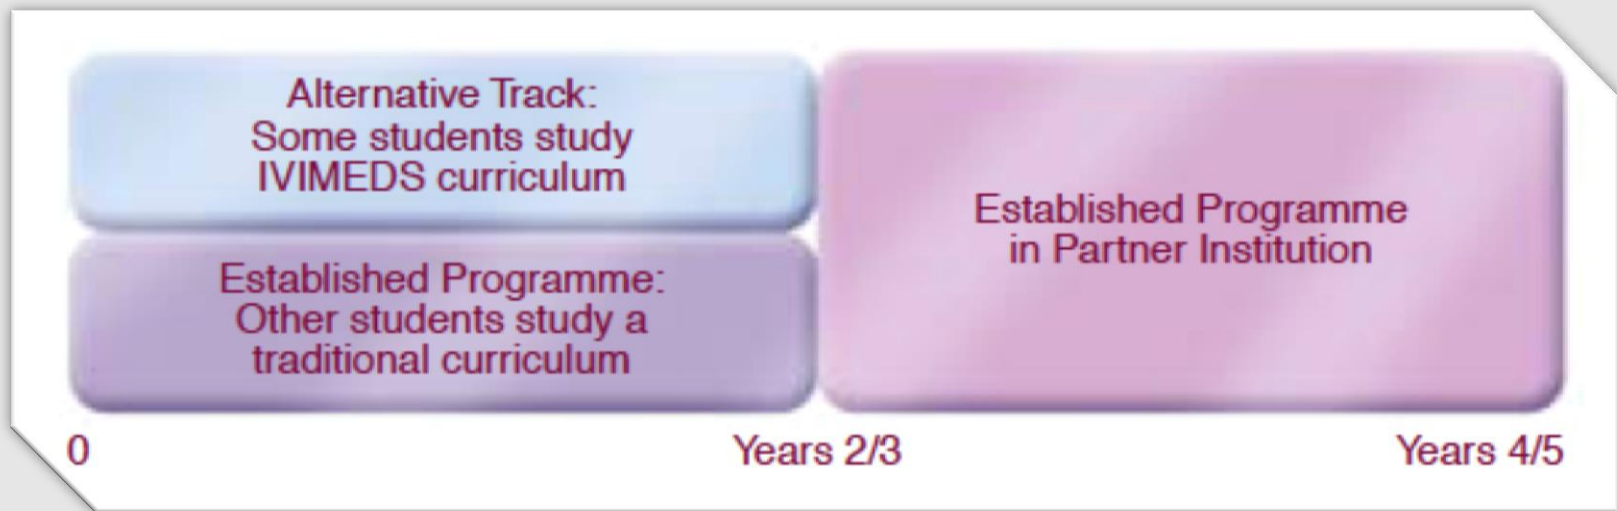 Alternative Track:
Some students study
IVIMEDS curriculum
Established Programme:
Other students study a
traditional curriculum
Established Programme
in Partner Institution
0
Years 2/3
Years 4/5